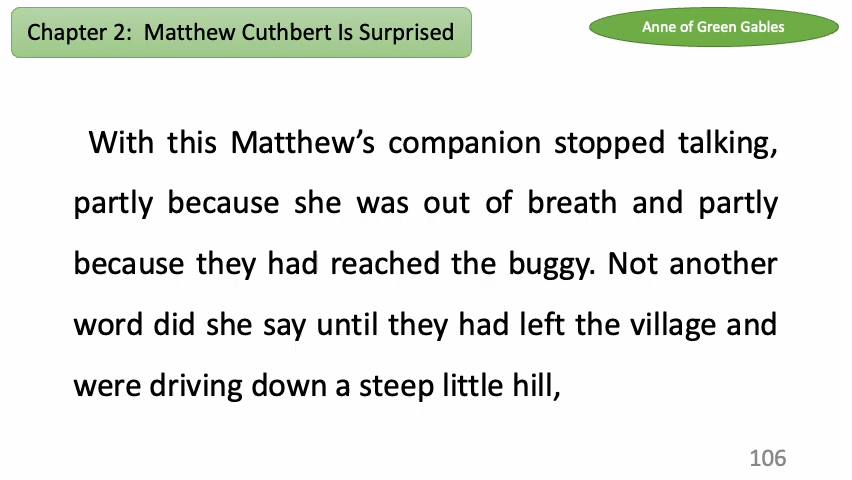 Chapter 2: Matthew Cuthbert Is Surprised
Anne of Green Gables
With this Matthew’s companion stopped talking,
partly because she was out of breath and partly
because they had reached the buggy. Not another
word did she say until they had left the village and
were driving down a steep little hill,
106